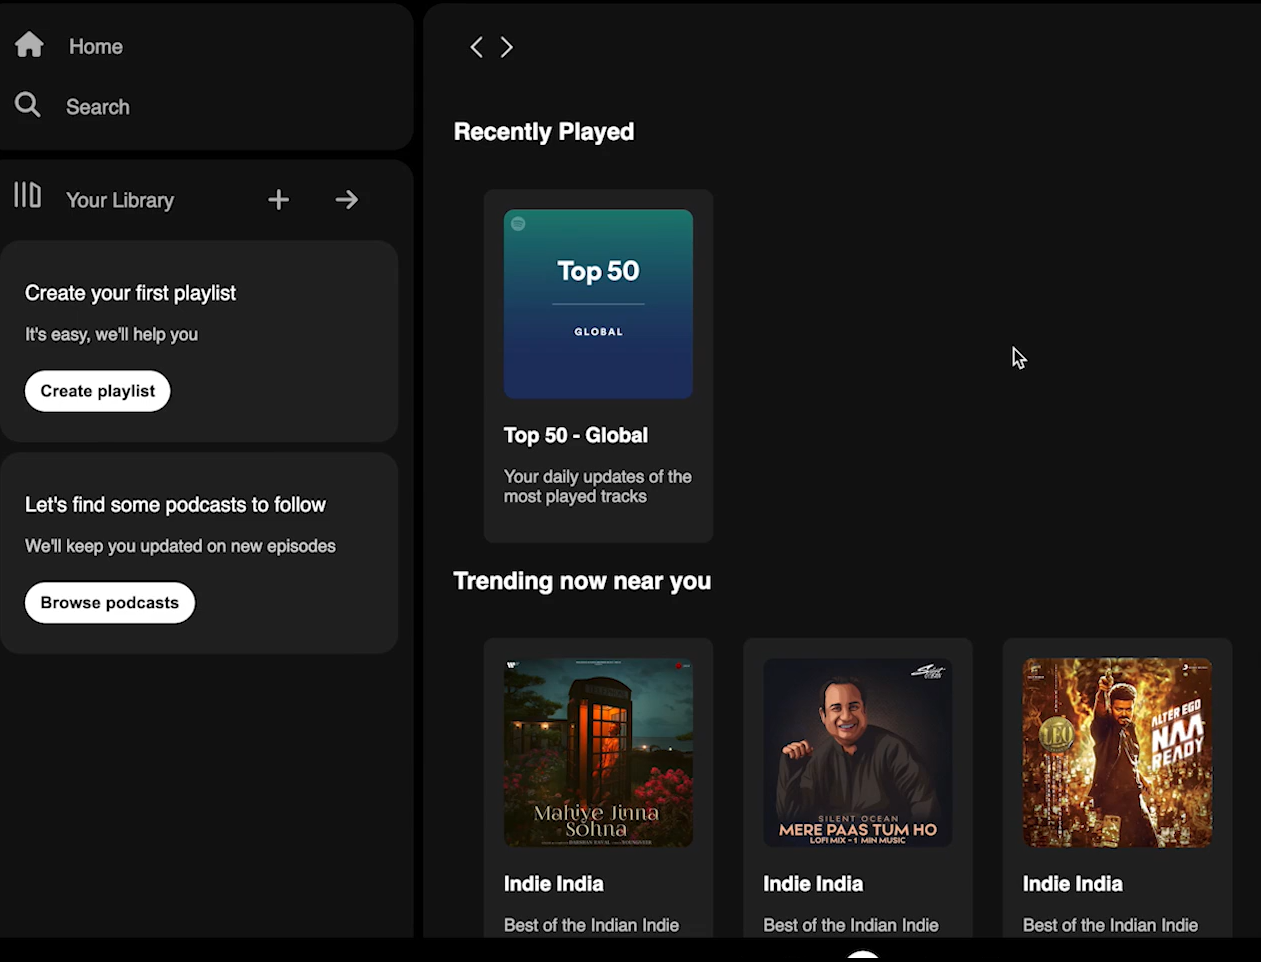 Home
Search
Your Library
Create your first playlist
It's easy, we'll help you
Create playlist
Let's find some podcasts to follow
We'll keep you updated on new episodes
Browse podcasts
Recently Played
Top 50
GLOBAL
Top 50 - Global
Your daily updates of the
most played tracks
Trending now near you
Mahiye Jinna
Sohna
Indie India
Best of the Indian Indie
SILENT OCEAN
MERE PAAS TUM HO
LOFI MIX - 1 MIN MUSIC
Indie India
Best of the Indian Indie
LEO
ALTER EGO
NAA
READY
Indie India
Best of the Indian Indie